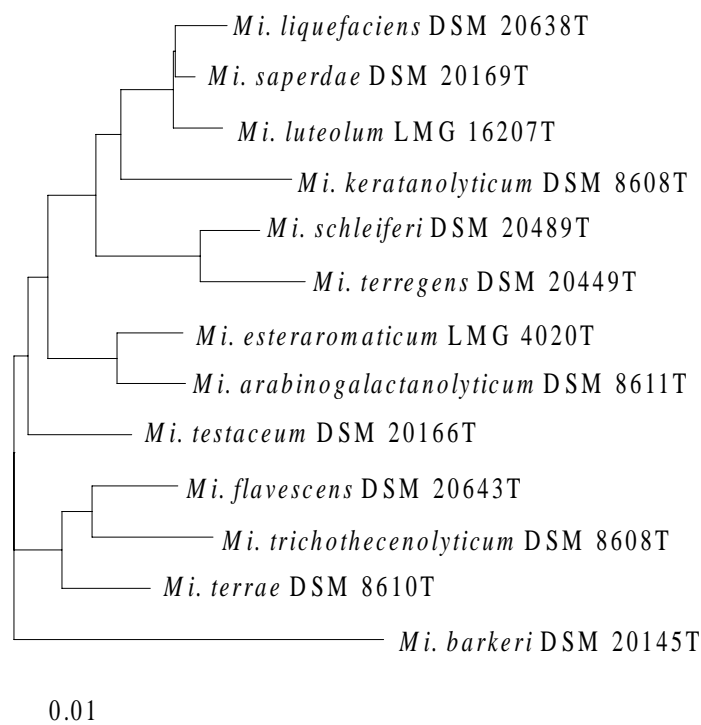 Mi. liquefaciens DSM 20638T
Mi. saperdae DSM 20169T
Mi. luteolum LMG 16207T
Mi. keratanolyticum DSM 8608T
Mi. schleiferi DSM 20489T
Mi. terregens DSM 20449T
Mi. esteraromaticum LMG 4020T
Mi. arabinogalactanolyticum DSM 8611T
Mi. testaceum DSM 20166T
Mi. flavescens DSM 20643T
Mi. trichothecenolyticum DSM 8608T
Mi. terrae DSM 8610T
Mi. barkeri DSM 20145T
0.01